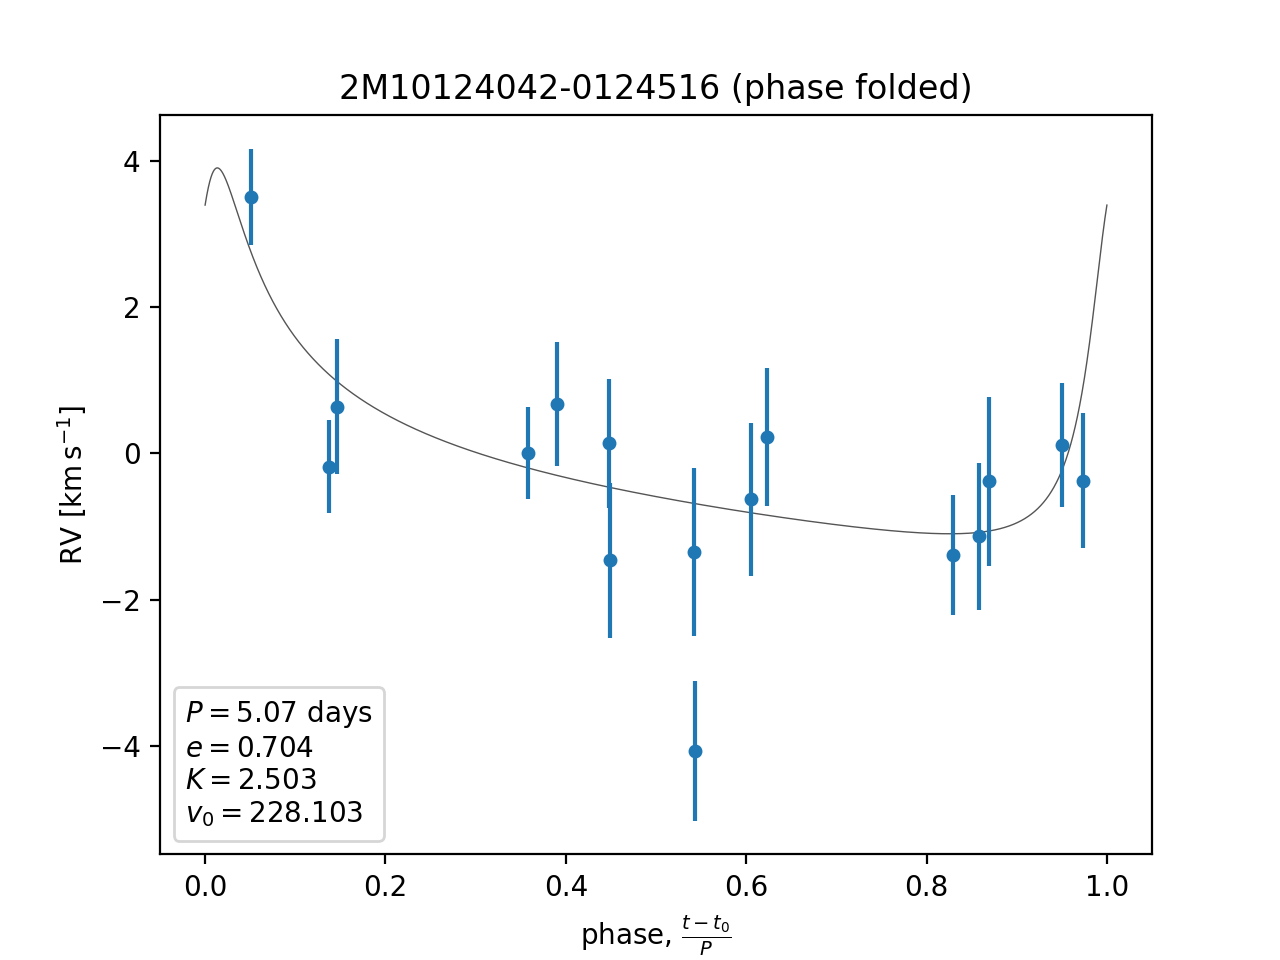 2M10124042-0124516 (phase folded)
RV [km s⁻¹]
4
2
0
−2
−4
P = 5.07 days
e = 0.704
K = 2.503
v₀ = 228.103
0.0 0.2 0.4 0.6 0.8 1.0
phase, (t − t₀)/P